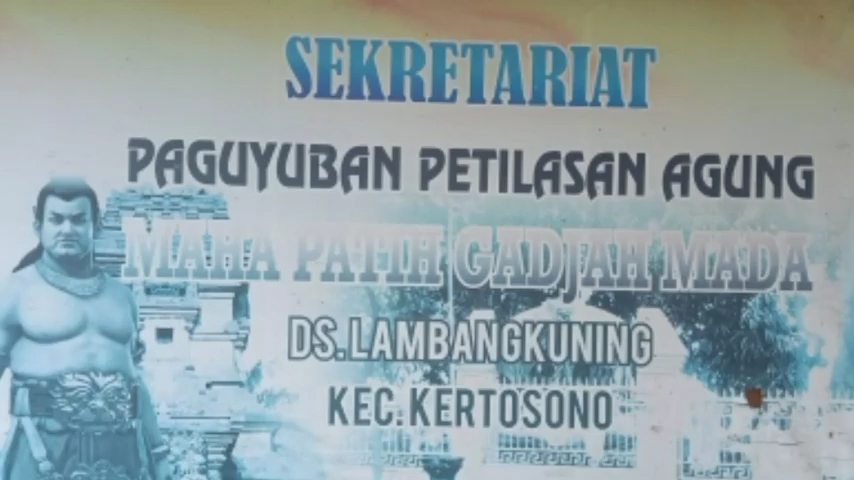 SEKRETARIAT
PAGUYUBAN PETILASAN AGUNG
MAHA PATIH GADJAH MADA
DS. LAMBANGKUNING
KEC. KERTOSONO